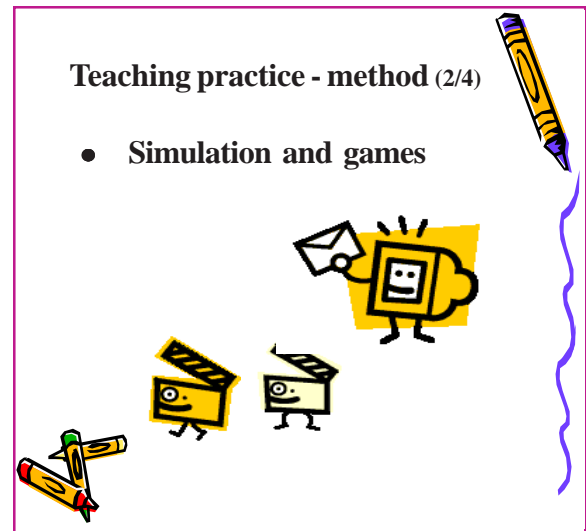 Teaching practice - method (2/4)
● Simulation and games